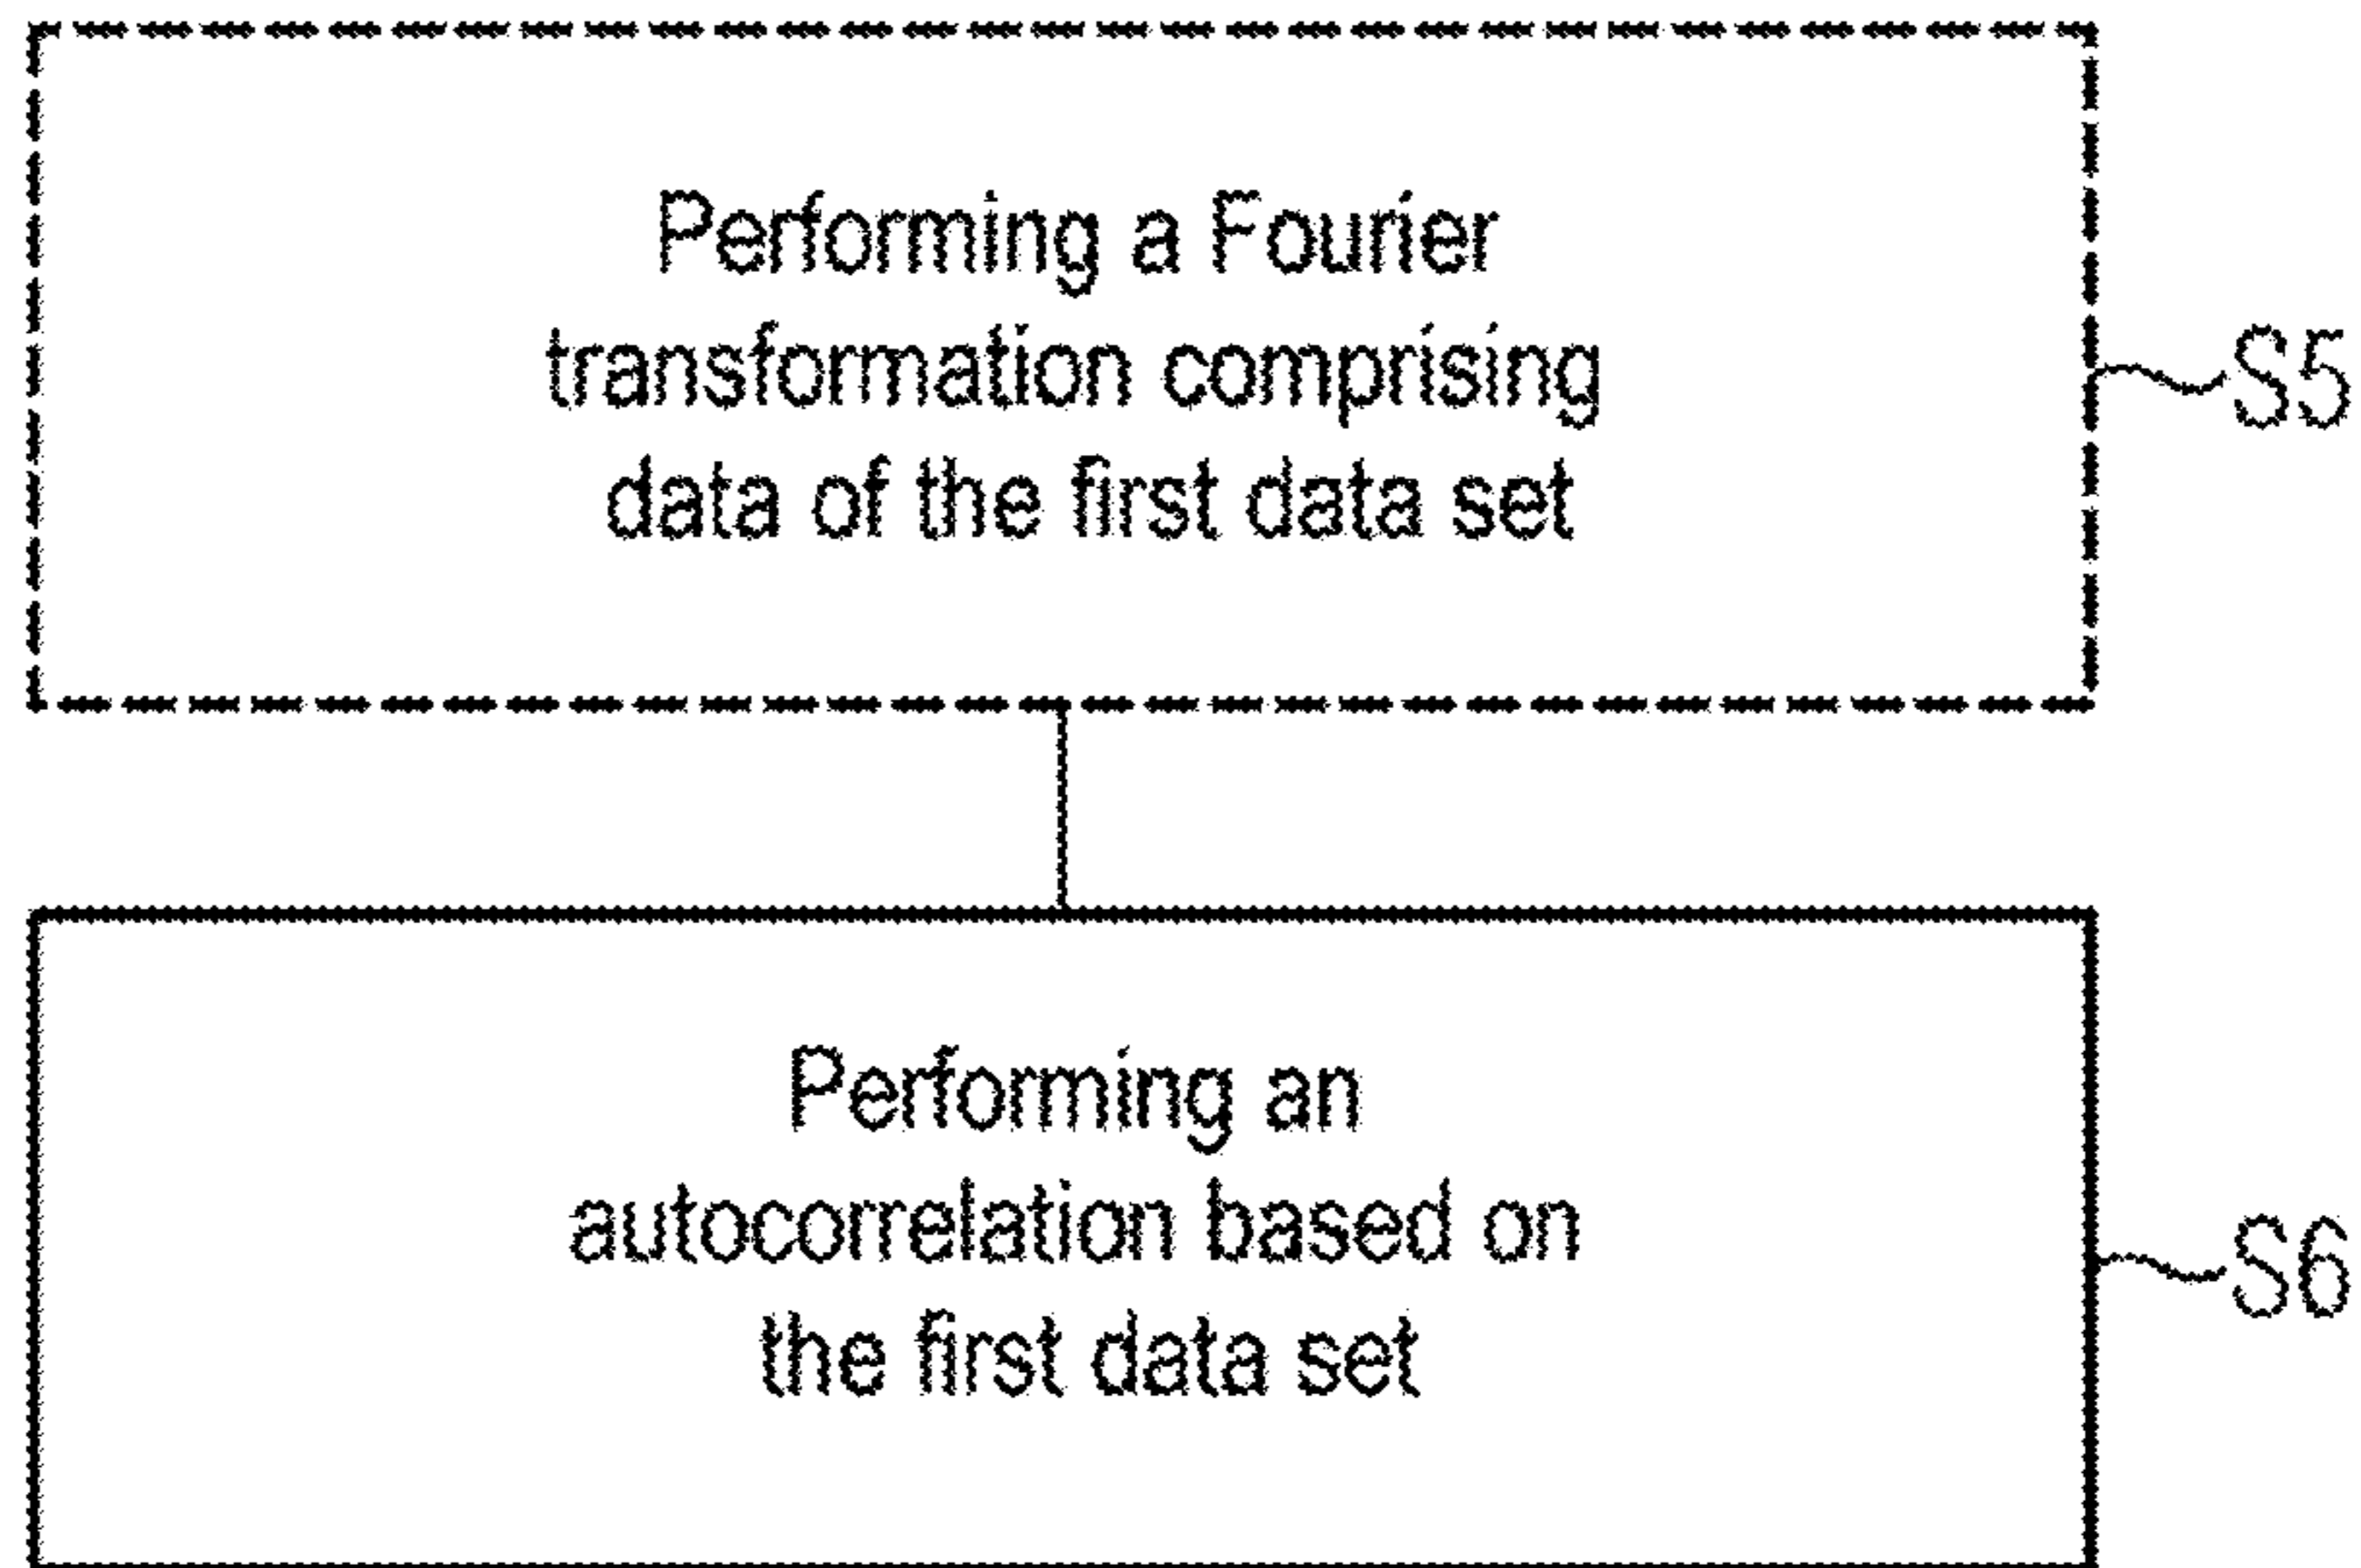 Performing a Fourier
transformation comprising
data of the first data set
S5
Performing an
autocorrelation based on
the first data set
S6